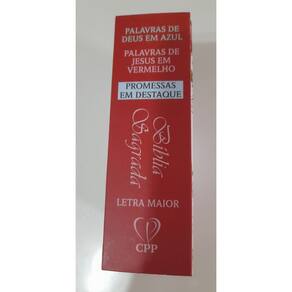 PALAVRAS DE
DEUS EM AZUL
PALAVRAS DE
JESUS EM
VERMELHO
PROMESSAS
EM DESTAQUE
Bíblia
Sagrada
LETRA MAIOR
CPP